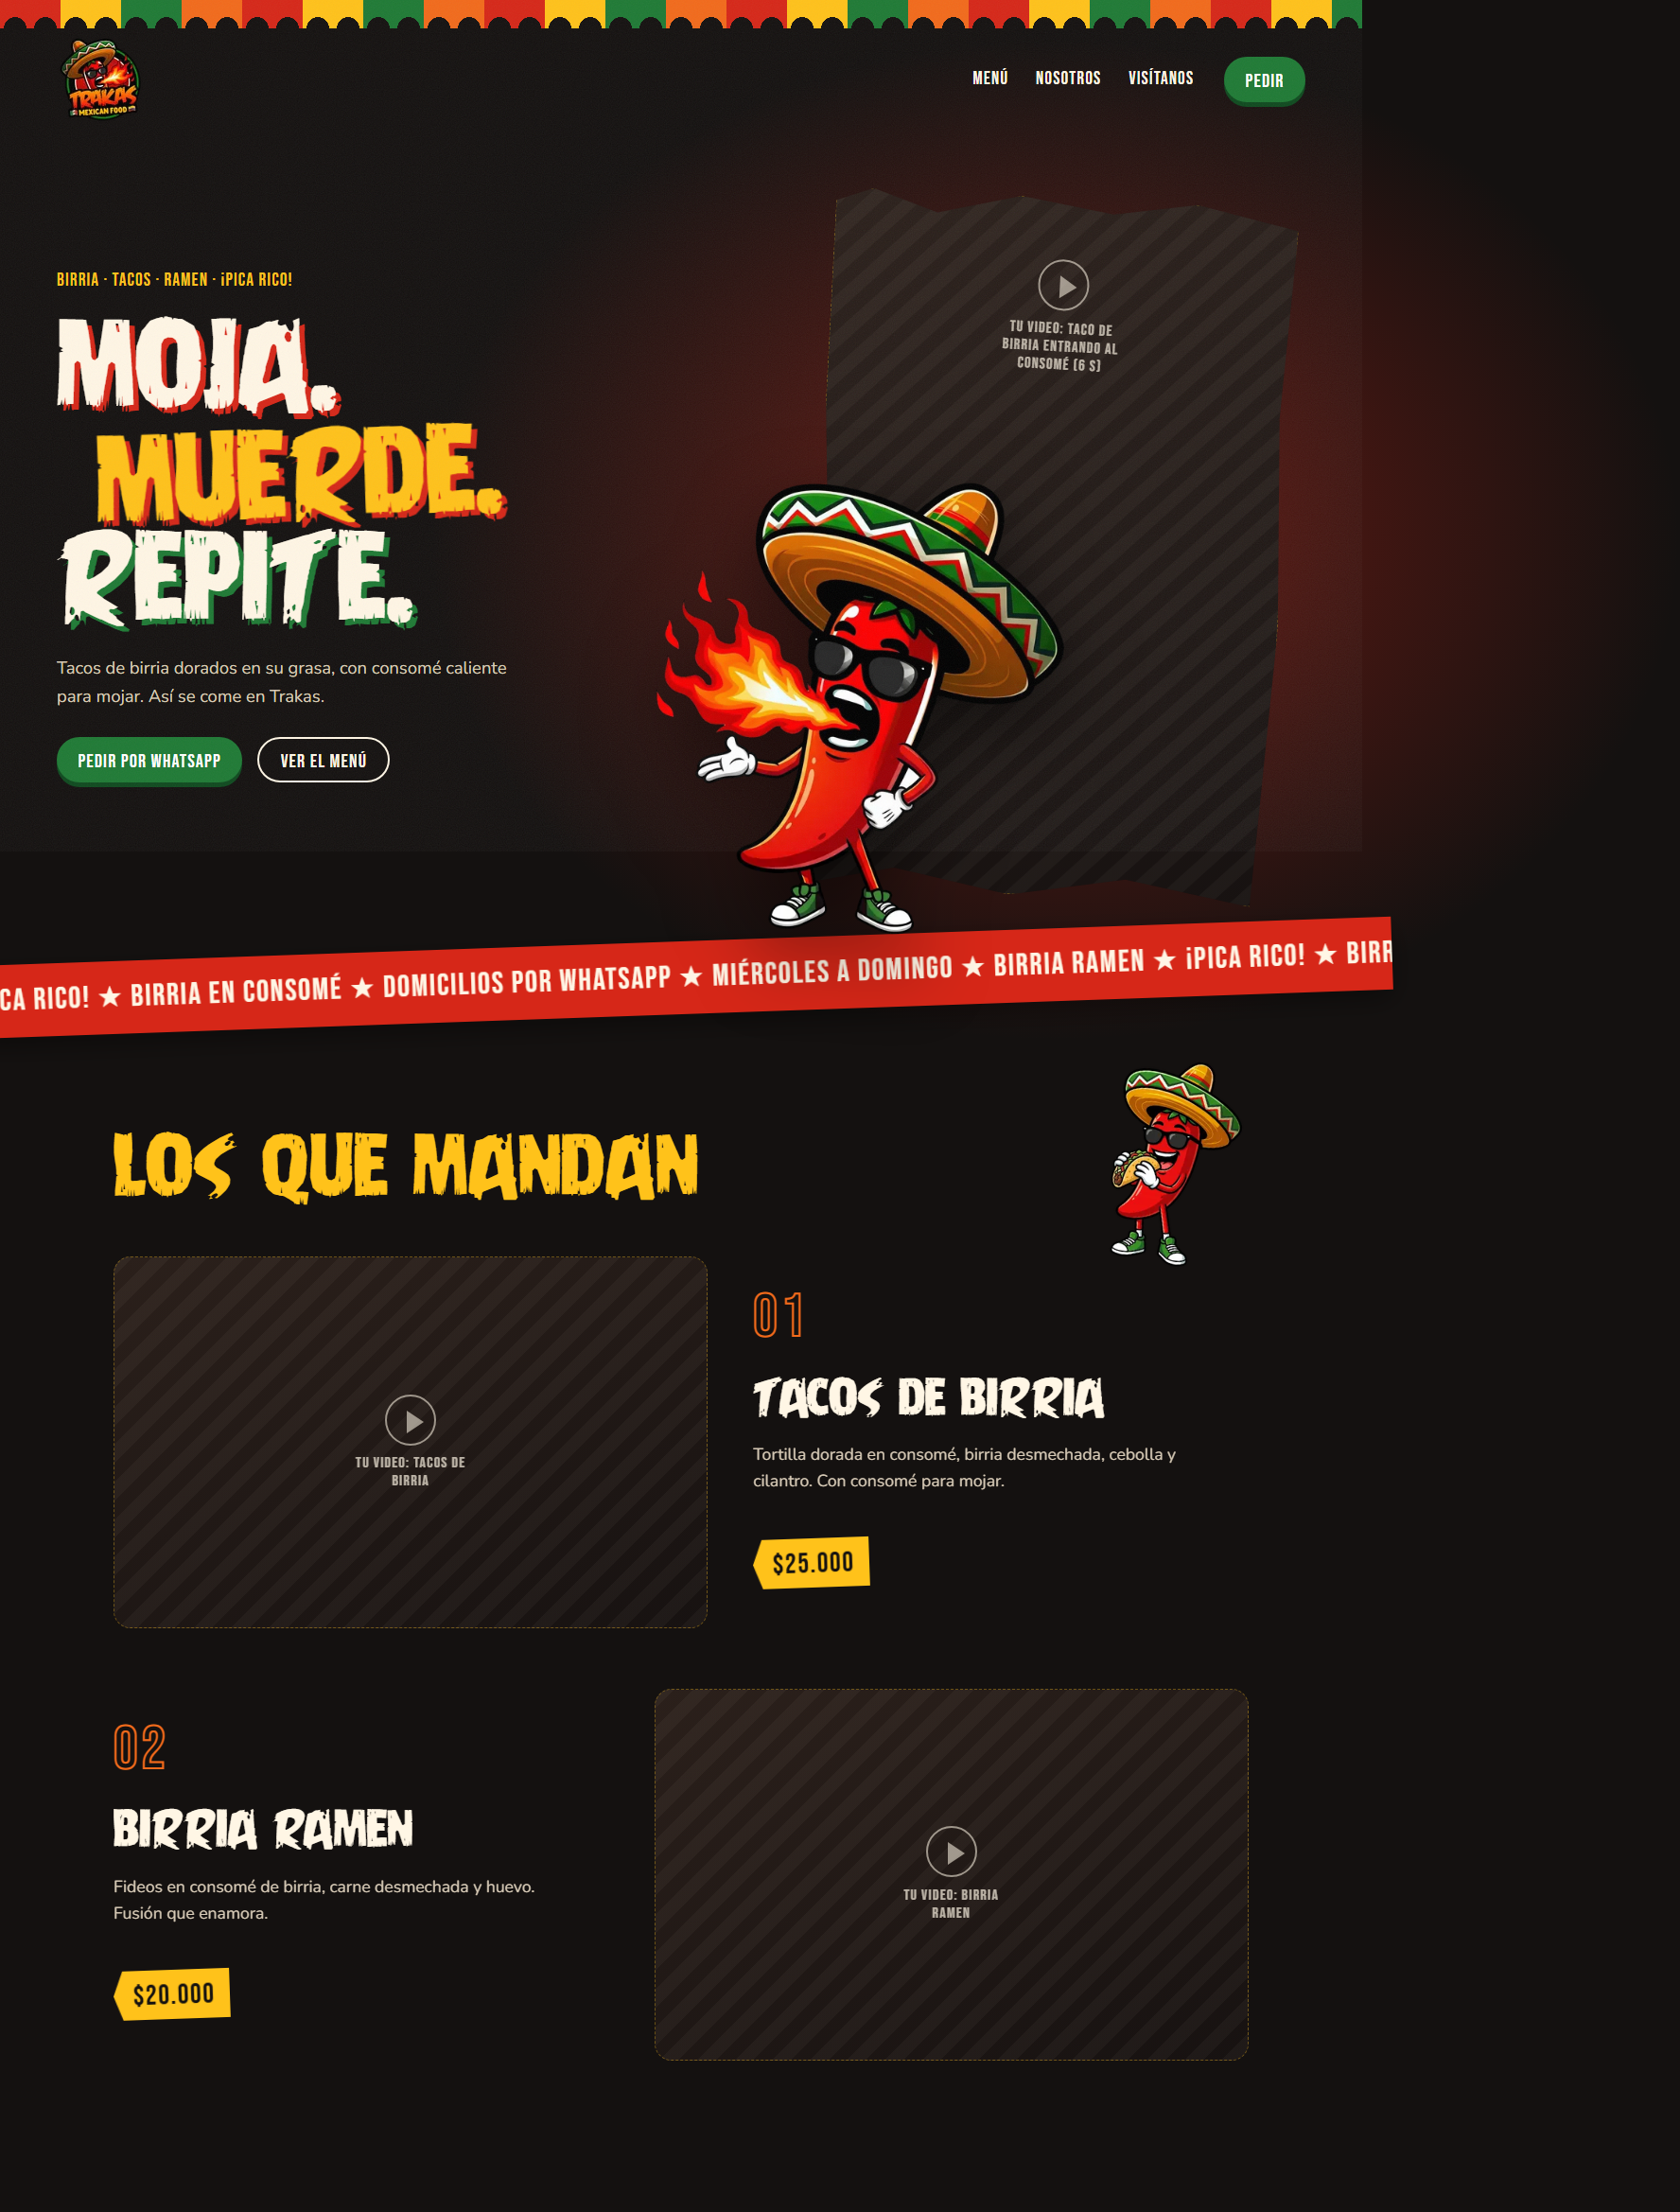 TRAKAS
MEXICAN FOOD
MENÚ
NOSOTROS
VISÍTANOS
PEDIR
BIRRIA · TACOS · RAMEN · ¡PICA RICO!
MOJA.
MUERDE.
REPITE.
Tacos de birria dorados en su grasa, con consomé caliente
para mojar. Así se come en Trakas.
PEDIR POR WHATSAPP
VER EL MENÚ
TU VIDEO: TACO DE
BIRRIA ENTRANDO AL
CONSOMÉ (6 S)
CA RICO! ★ BIRRIA EN CONSOMÉ ★ DOMICILIOS POR WHATSAPP ★ MIÉRCOLES A DOMINGO ★ BIRRIA RAMEN ★ ¡PICA RICO! ★ BIRR
LOS QUE MANDAN
TU VIDEO: TACOS DE
BIRRIA
01
TACOS DE BIRRIA
Tortilla dorada en consomé, birria desmechada, cebolla y
cilantro. Con consomé para mojar.
$25.000
02
BIRRIA RAMEN
Fideos en consomé de birria, carne desmechada y huevo.
Fusión que enamora.
$20.000
TU VIDEO: BIRRIA
RAMEN